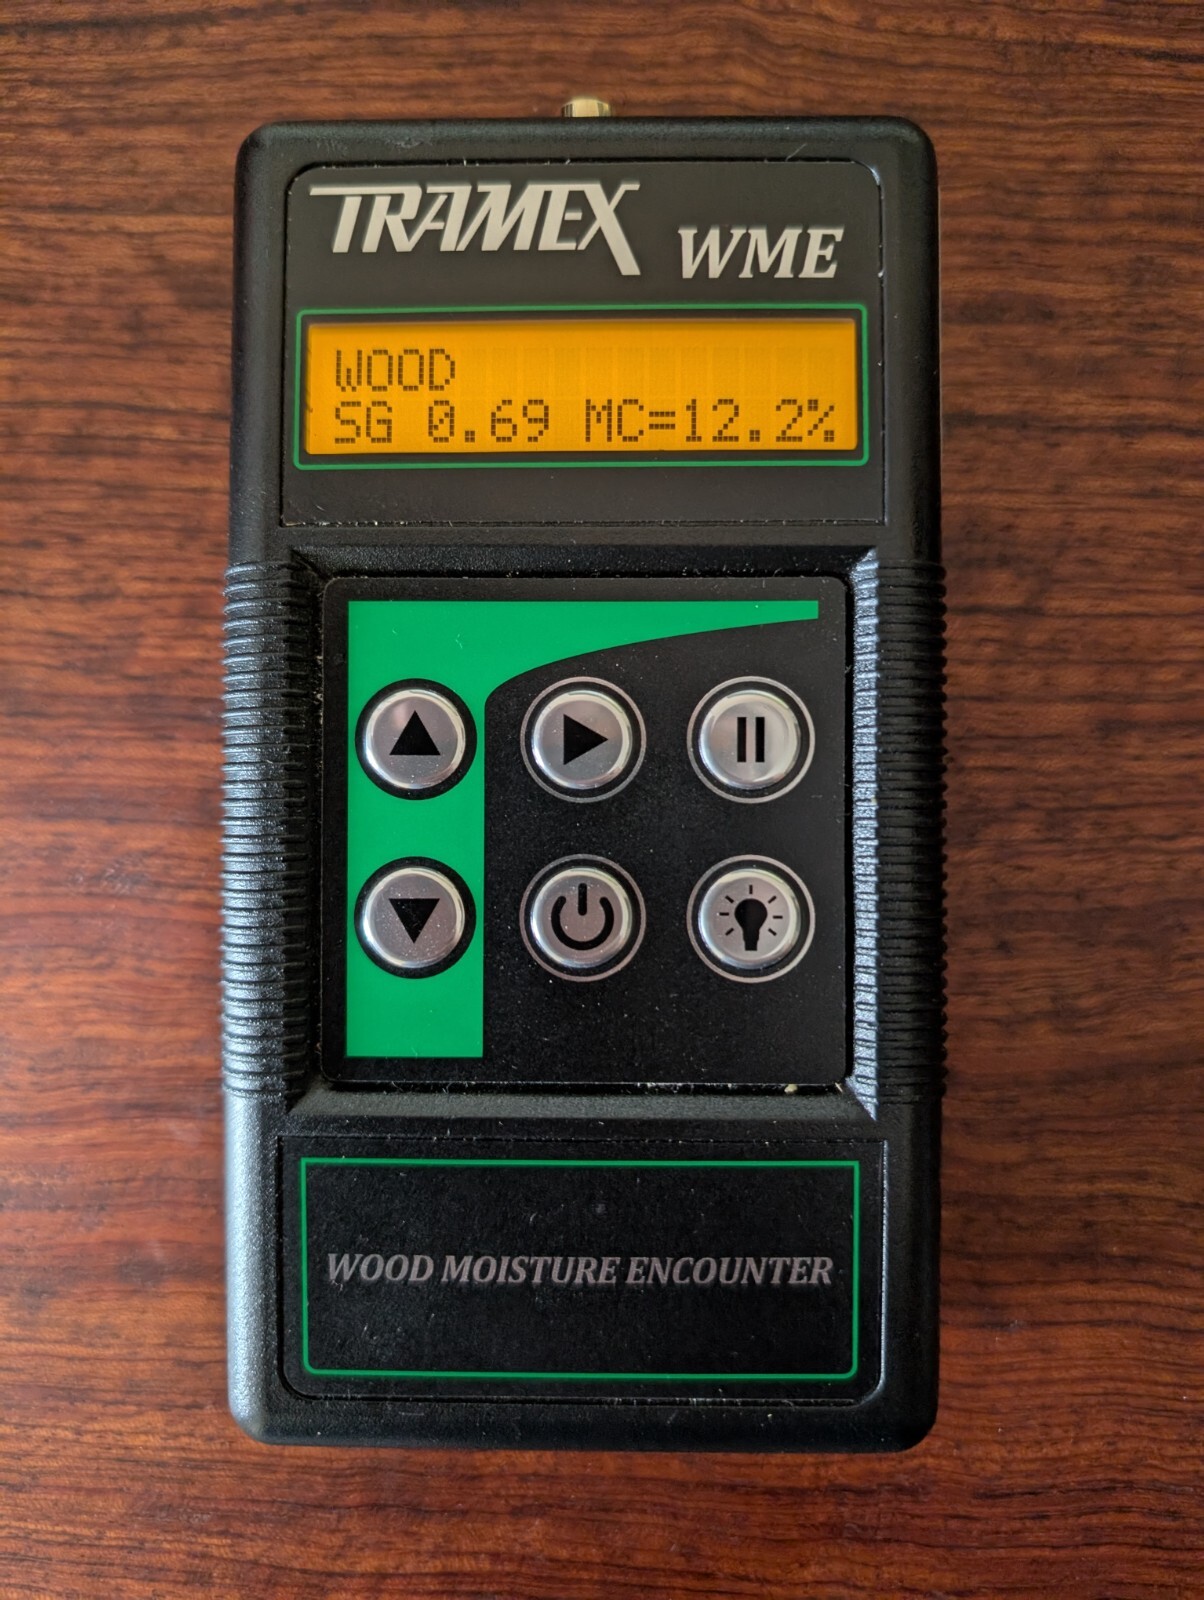 TRAMEX WME
WOOD
SG 0.69 MC=12.2%
WOOD MOISTURE ENCOUNTER